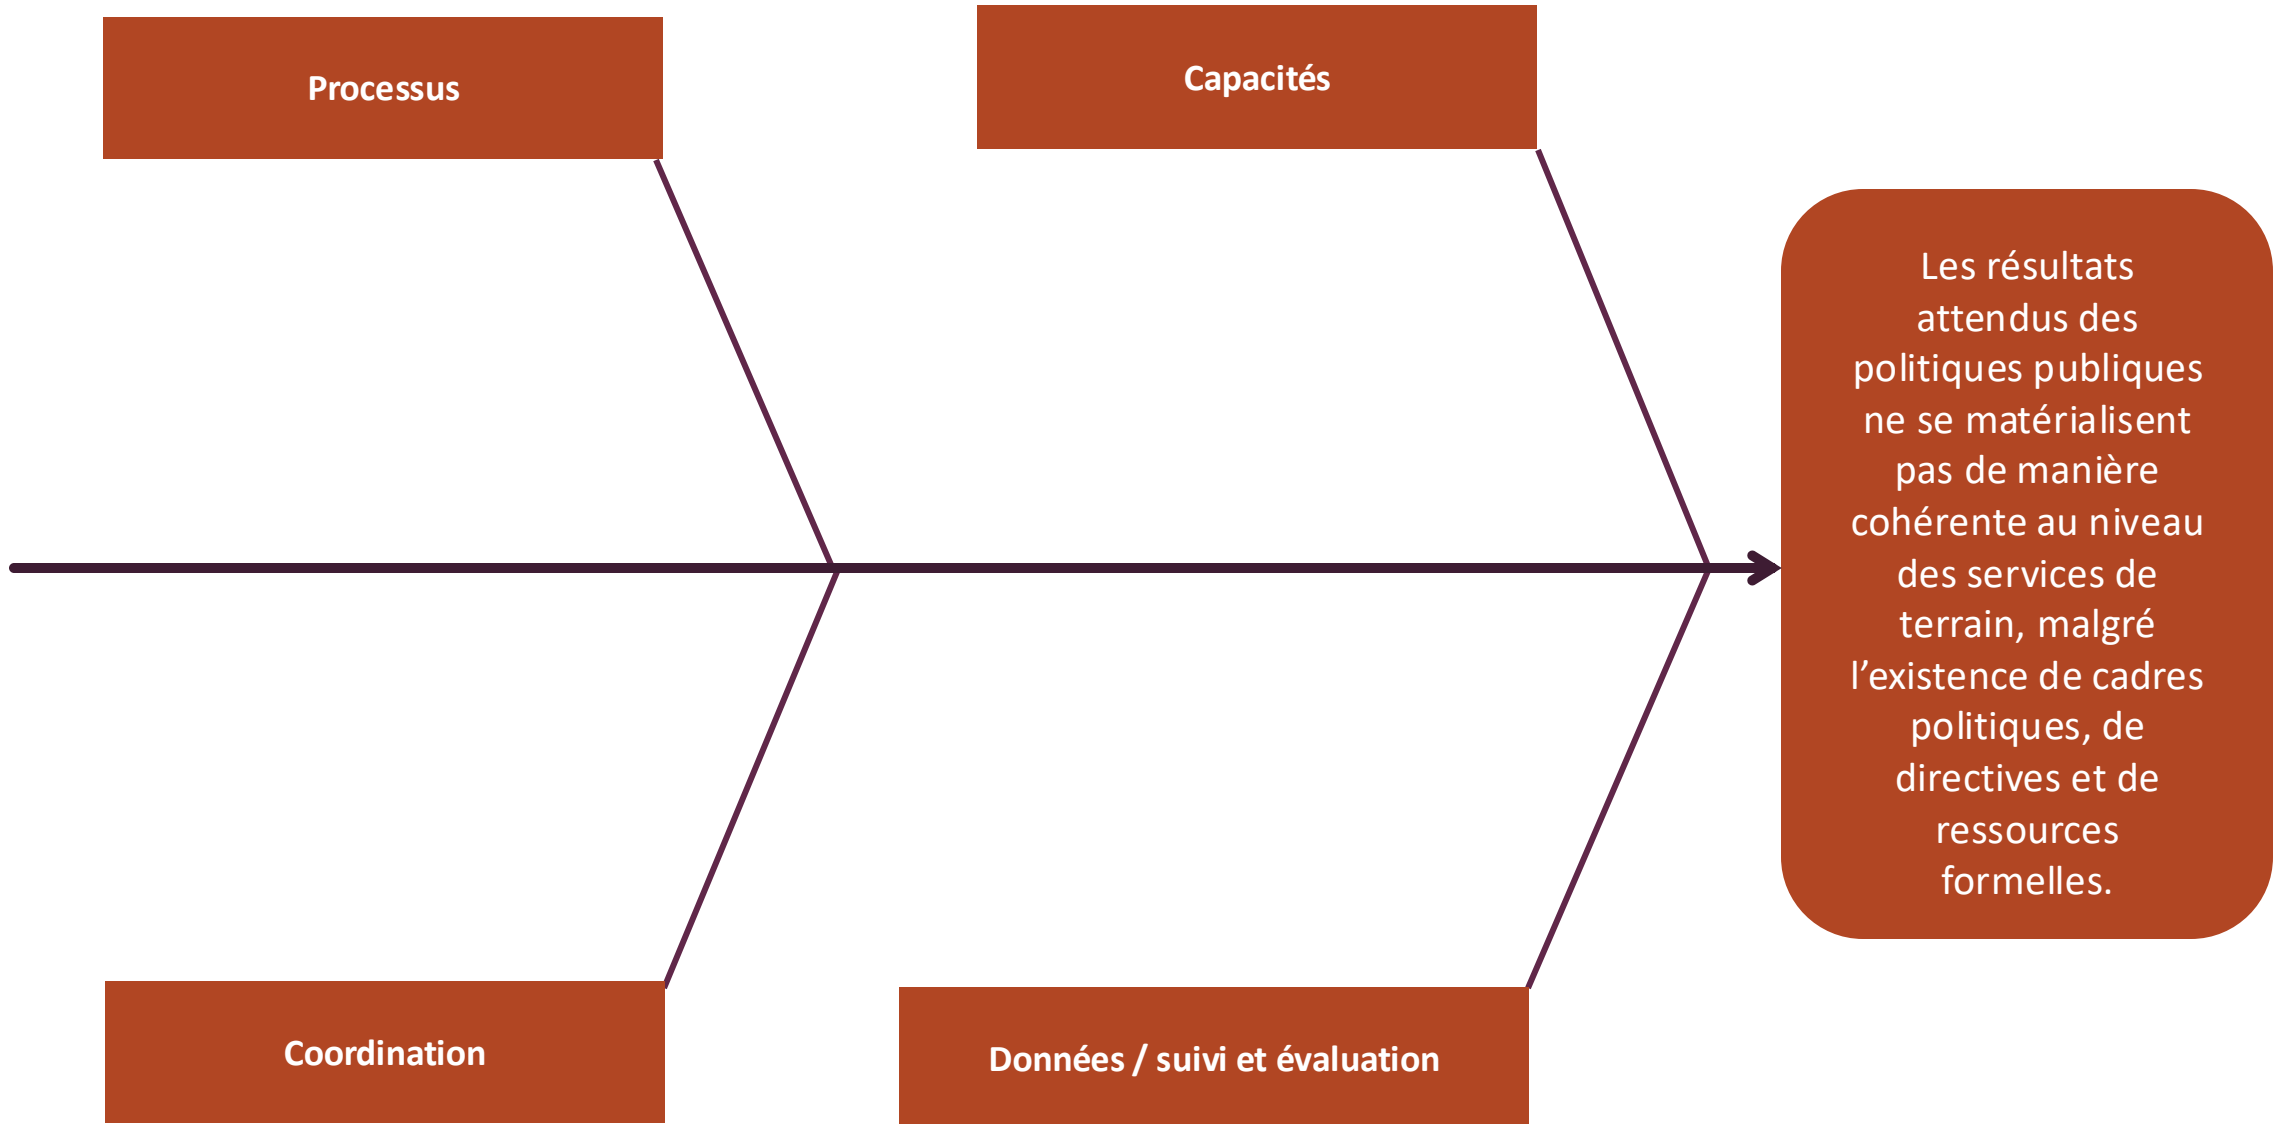 Processus
Capacités
Les résultats
attendus des
politiques publiques
ne se matérialisent
pas de manière
cohérente au niveau
des services de
terrain, malgré
l’existence de cadres
politiques, de
directives et de
ressources
formelles.
Coordination
Données / suivi et évaluation